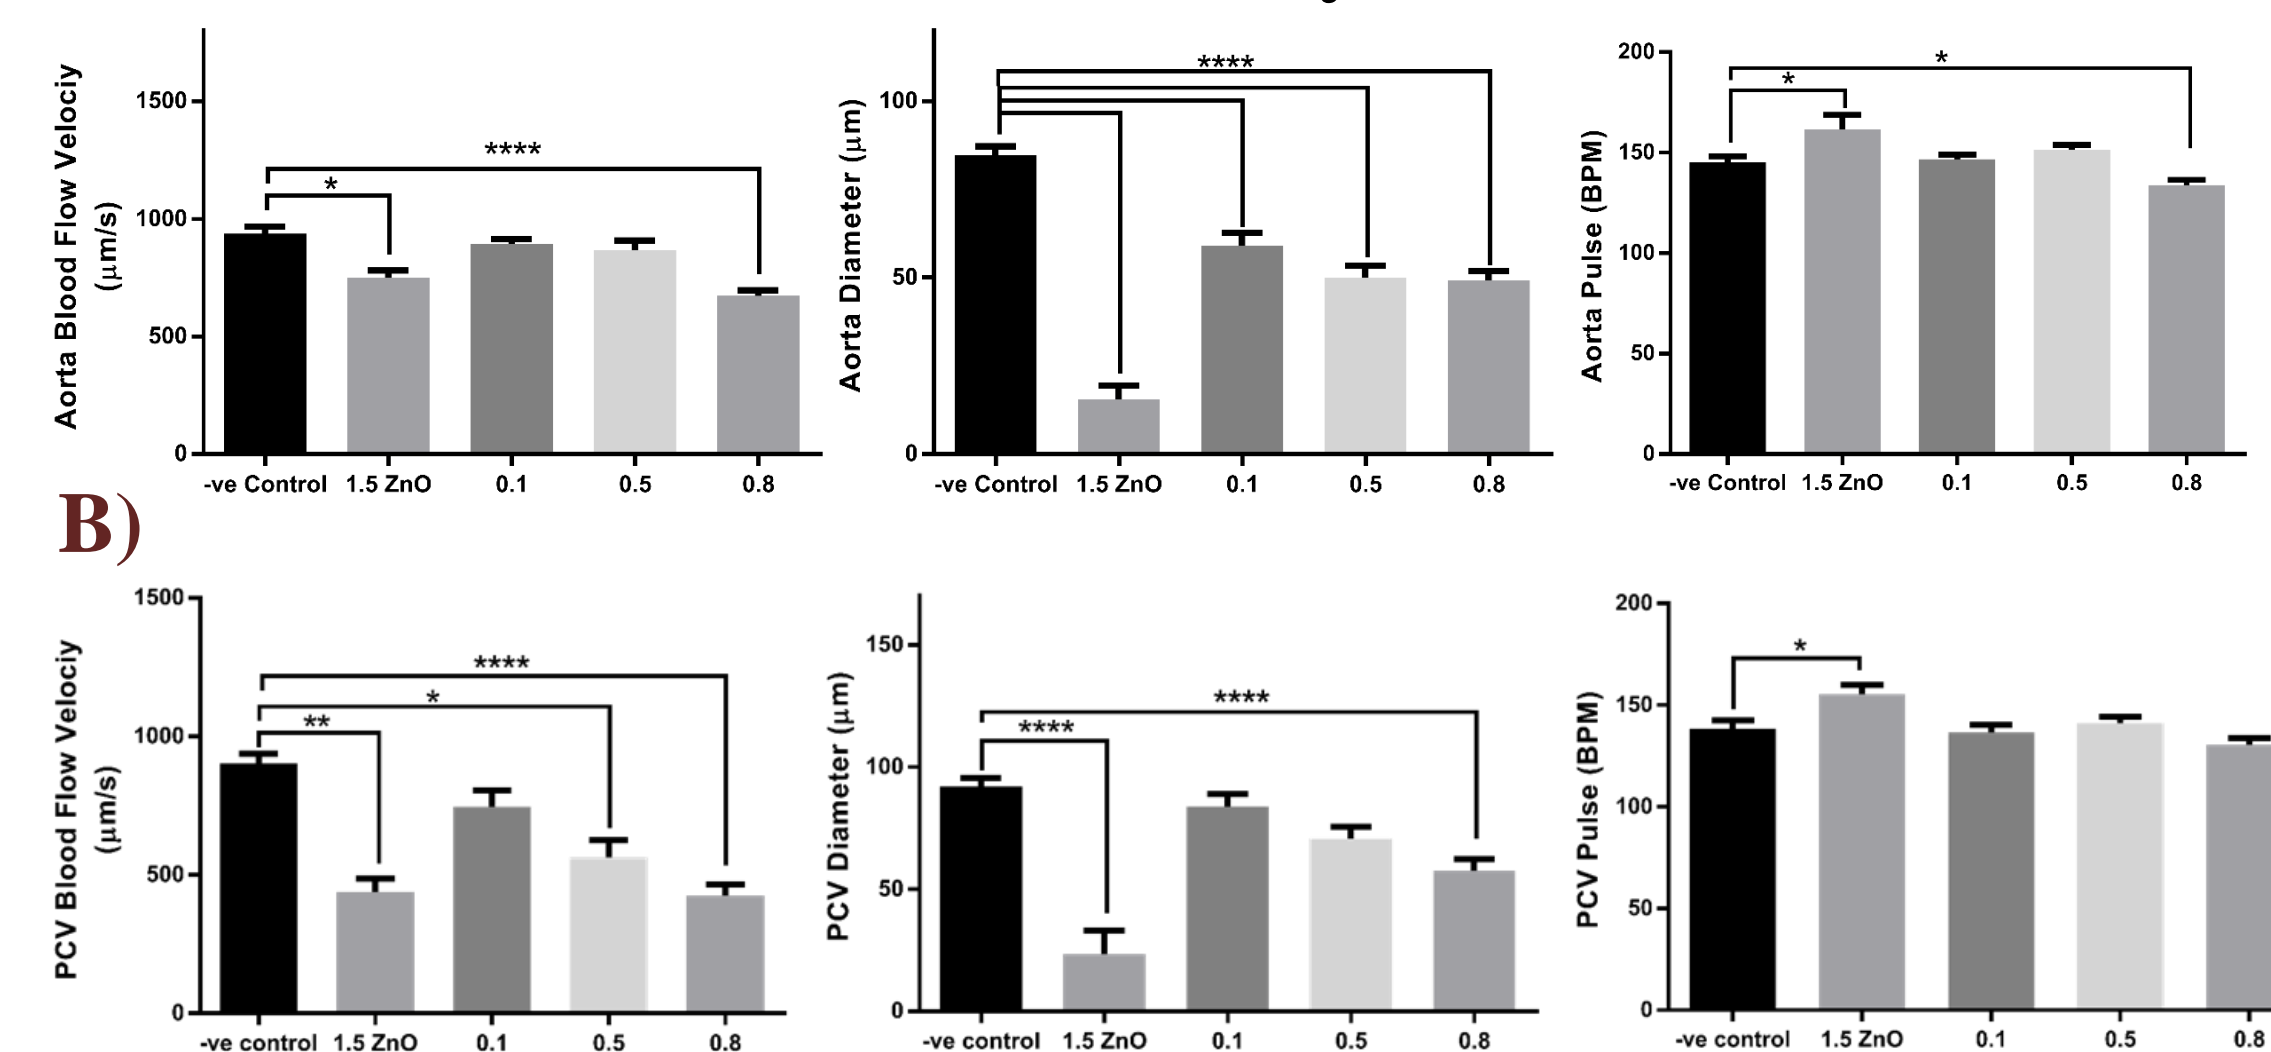 Aorta Blood Flow Velociy
(μm/s)
1500
1000
500
0
****
*
-ve Control 1.5 ZnO 0.1 0.5 0.8
Aorta Diameter (μm)
100
50
0
****
-ve Control 1.5 ZnO 0.1 0.5 0.8
Aorta Pulse (BPM)
200
150
100
50
0
*
*
-ve Control 1.5 ZnO 0.1 0.5 0.8
B)
PCV Blood Flow Velociy
(μm/s)
1500
1000
500
0
****
*
**
-ve control 1.5 ZnO 0.1 0.5 0.8
PCV Diameter (μm)
150
100
50
0
****
****
-ve control 1.5 ZnO 0.1 0.5 0.8
PCV Pulse (BPM)
200
150
100
50
0
*
-ve control 1.5 ZnO 0.1 0.5 0.8